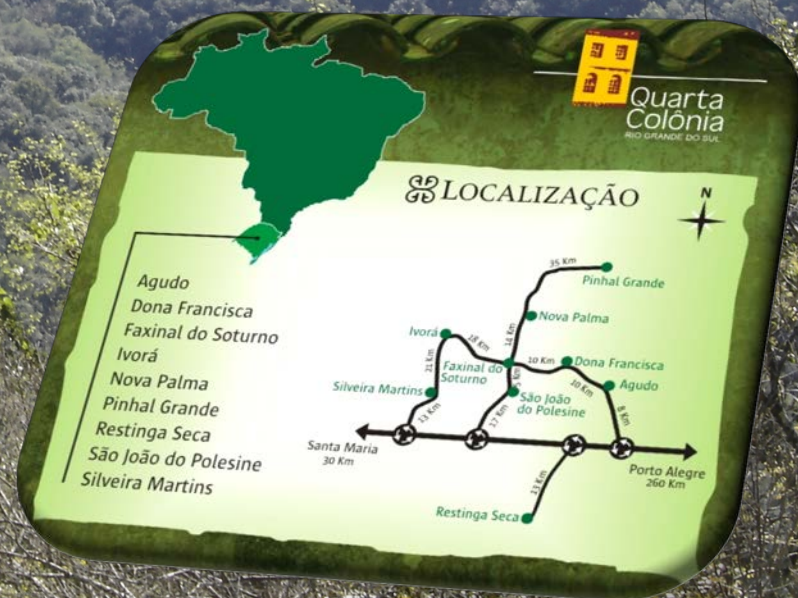 Quarta
Colônia
RIO GRANDE DO SUL
LOCALIZAÇÃO
N
Agudo
Dona Francisca
Faxinal do Soturno
Ivorá
Nova Palma
Pinhal Grande
Restinga Seca
São João do Polesine
Silveira Martins
35 Km
Pinhal Grande
Nova Palma
14 Km
Ivorá
18 Km
21 Km
Faxinal do
Soturno
10 Km
Dona Francisca
10 Km
Agudo
8 Km
5 Km
São João
do Polesine
17 Km
Silveira Martins
13 Km
Santa Maria
30 Km
Porto Alegre
260 Km
13 Km
Restinga Seca